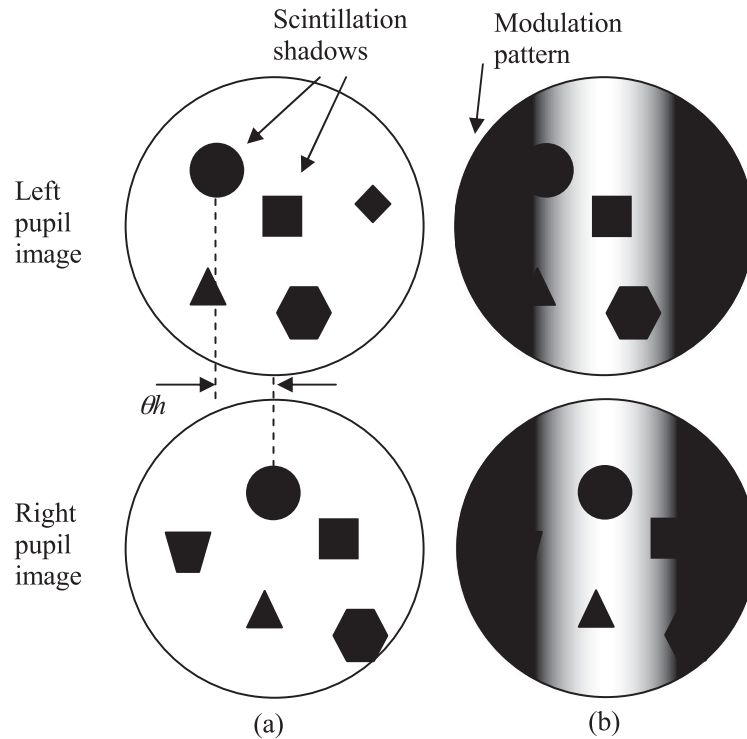 Scintillation
shadows
Modulation
pattern
Left
pupil
image
θh
Right
pupil
image
(a)
(b)